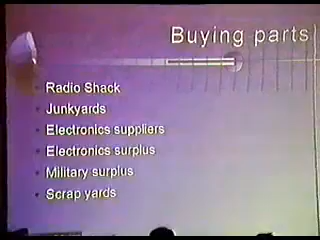 Buying parts
Radio Shack
Junkyards
Electronics suppliers
Electronics surplus
Military surplus
Scrap yards